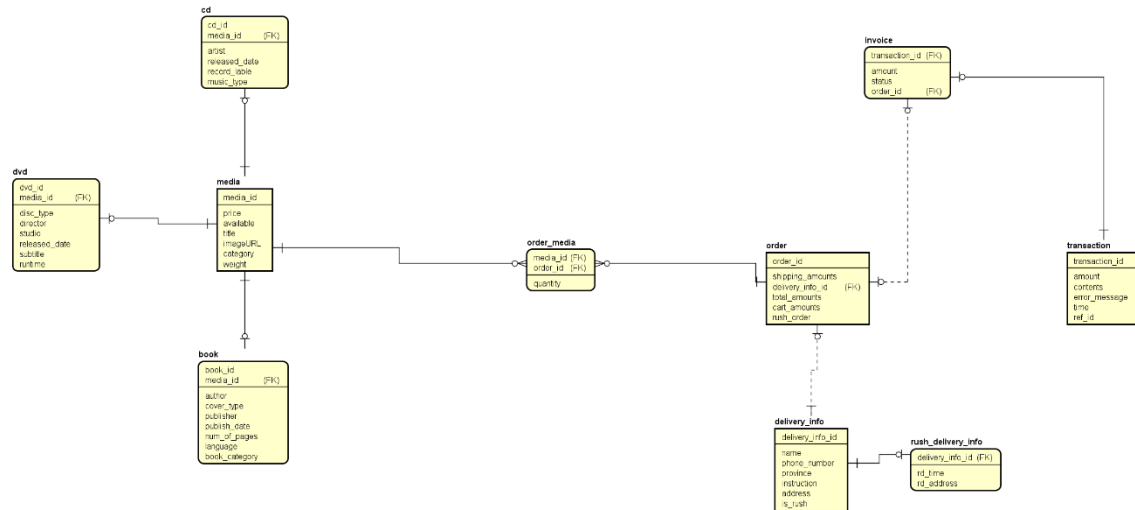 cd
cd_id
media_id (FK)
artist
released_date
record_lable
music_type
invoice
transaction_id (FK)
amount
status
order_id (FK)
dvd
dvd_id
media_id (FK)
disc_type
director
studio
released_date
subtitle
runtime
media
media_id
price
available
title
imageURL
category
weight
order_media
media_id (FK)
order_id (FK)
quantity
order
order_id
shipping_amounts
delivery_info_id (FK)
total_amounts
cart_amounts
rush_order
transaction
transaction_id
amount
contents
error_message
time
ref_id
book
book_id
media_id (FK)
author
cover_type
publisher
publish_date
num_of_pages
language
book_category
delivery_info
delivery_info_id
name
phone_number
province
instruction
address
is_rush
rush_delivery_info
delivery_info_id (FK)
rd_time
rd_address